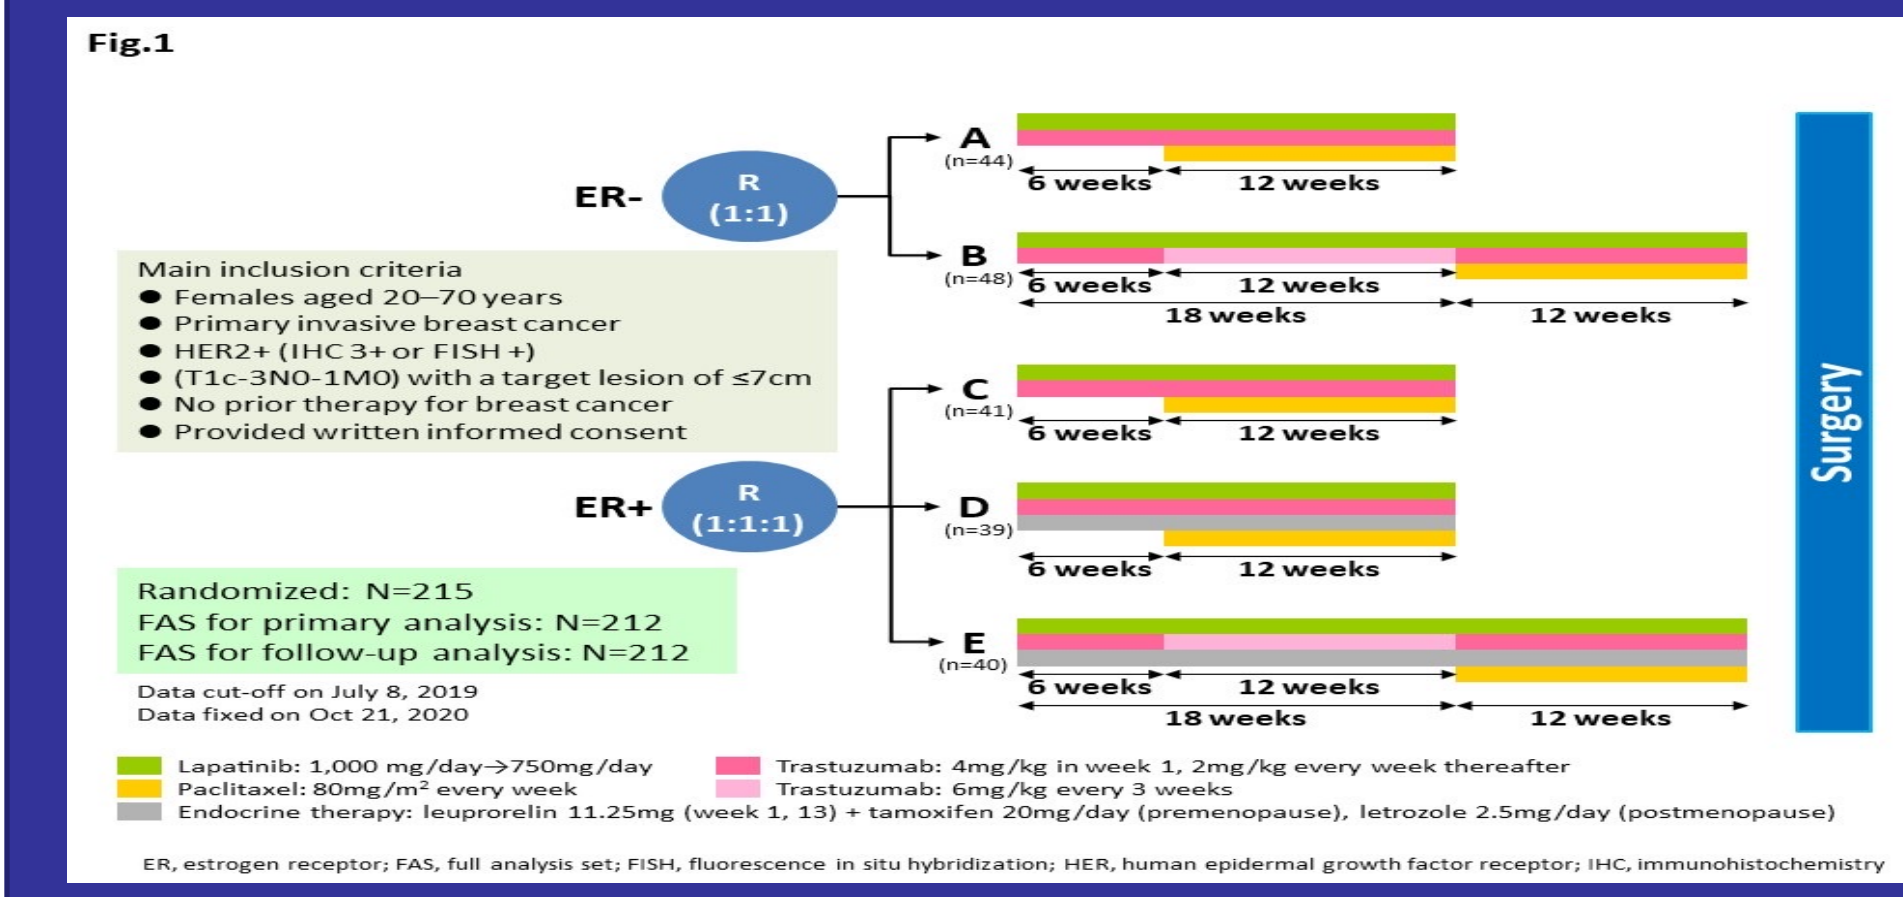 Fig.1
ER-
R
(1:1)
A
(n=44)
6 weeks
12 weeks
B
(n=48)
6 weeks
12 weeks
18 weeks
12 weeks
Main inclusion criteria
● Females aged 20–70 years
● Primary invasive breast cancer
● HER2+ (IHC 3+ or FISH +)
● (T1c-3N0-1M0) with a target lesion of ≤7cm
● No prior therapy for breast cancer
● Provided written informed consent
ER+
R
(1:1:1)
C
(n=41)
6 weeks
12 weeks
D
(n=39)
6 weeks
12 weeks
E
(n=40)
6 weeks
12 weeks
18 weeks
12 weeks
Surgery
Randomized: N=215
FAS for primary analysis: N=212
FAS for follow-up analysis: N=212
Data cut-off on July 8, 2019
Data fixed on Oct 21, 2020
Lapatinib: 1,000 mg/day→750mg/day
Trastuzumab: 4mg/kg in week 1, 2mg/kg every week thereafter
Paclitaxel: 80mg/m² every week
Trastuzumab: 6mg/kg every 3 weeks
Endocrine therapy: leuprorelin 11.25mg (week 1, 13) + tamoxifen 20mg/day (premenopause), letrozole 2.5mg/day (postmenopause)
ER, estrogen receptor; FAS, full analysis set; FISH, fluorescence in situ hybridization; HER, human epidermal growth factor receptor; IHC, immunohistochemistry